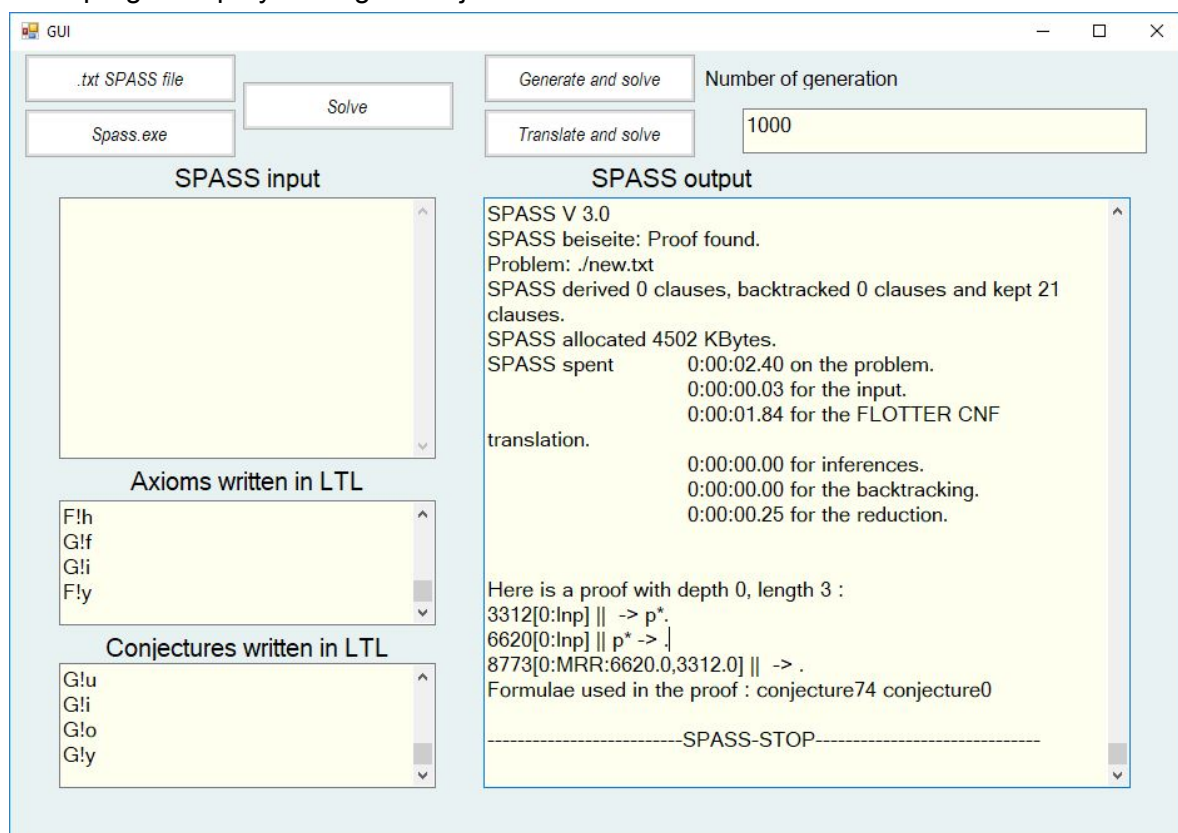 GUI
.txt SPASS file
Spass.exe
Solve
Generate and solve
Translate and solve
Number of generation
1000
SPASS input
Axioms written in LTL
F!h
G!f
G!i
F!y
Conjectures written in LTL
G!u
G!i
G!o
G!y
SPASS output
SPASS V 3.0
SPASS beiseite: Proof found.
Problem: ./new.txt
SPASS derived 0 clauses, backtracked 0 clauses and kept 21
clauses.
SPASS allocated 4502 KBytes.
SPASS spent 0:00:02.40 on the problem.
0:00:00.03 for the input.
0:00:01.84 for the FLOTTER CNF
translation.
0:00:00.00 for inferences.
0:00:00.00 for the backtracking.
0:00:00.25 for the reduction.
Here is a proof with depth 0, length 3 :
3312[0:Inp] || -> p*.
6620[0:Inp] || p* -> .
8773[0:MRR:6620.0,3312.0] || -> .
Formulae used in the proof : conjecture74 conjecture0
--------------------------SPASS-STOP------------------------------